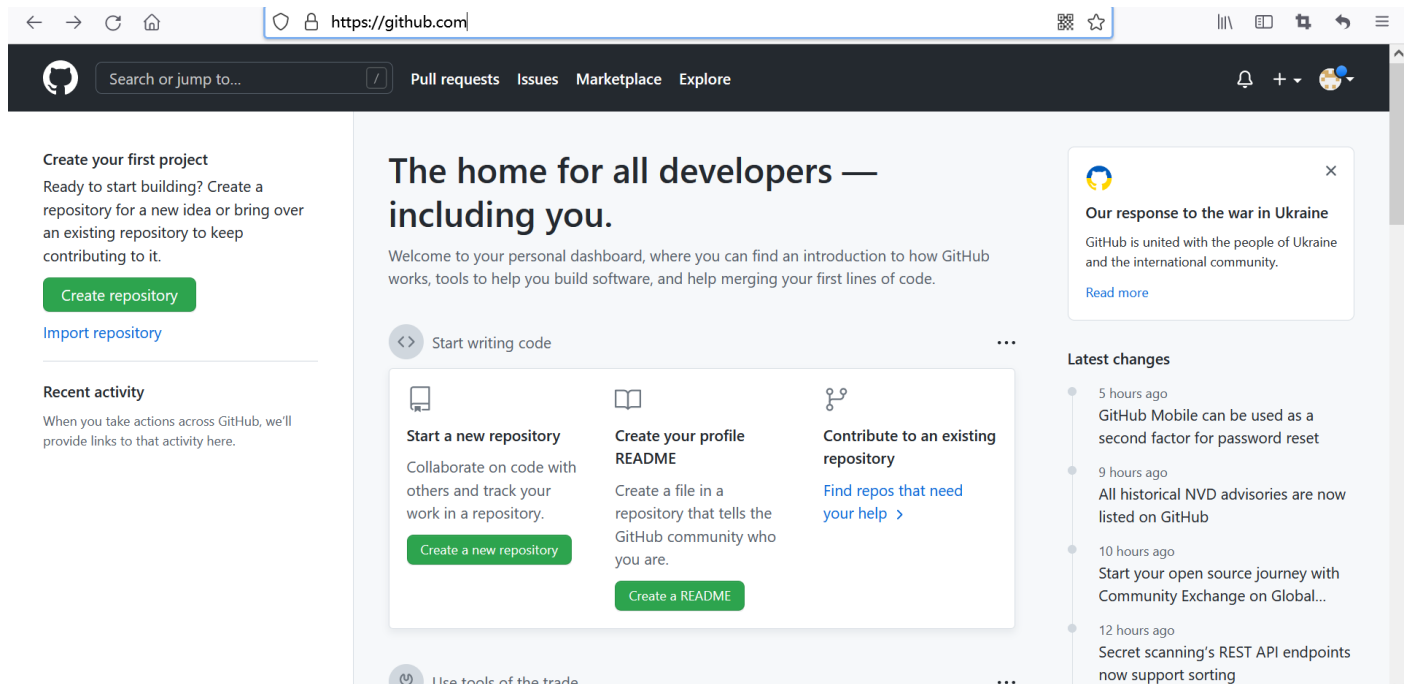 https://github.com
Search or jump to...
/
Pull requests
Issues
Marketplace
Explore
Create your first project
Ready to start building? Create a
repository for a new idea or bring over
an existing repository to keep
contributing to it.
Create repository
Import repository
Recent activity
When you take actions across GitHub, we'll
provide links to that activity here.
The home for all developers —
including you.
Welcome to your personal dashboard, where you can find an introduction to how GitHub
works, tools to help you build software, and help merging your first lines of code.
Start writing code
Start a new repository
Collaborate on code with
others and track your
work in a repository.
Create a new repository
Create your profile
README
Create a file in a
repository that tells the
GitHub community who
you are.
Create a README
Contribute to an existing
repository
Find repos that need
your help
Use tools of the trade
Our response to the war in Ukraine
GitHub is united with the people of Ukraine
and the international community.
Read more
Latest changes
5 hours ago
GitHub Mobile can be used as a
second factor for password reset
9 hours ago
All historical NVD advisories are now
listed on GitHub
10 hours ago
Start your open source journey with
Community Exchange on Global...
12 hours ago
Secret scanning's REST API endpoints
now support sorting